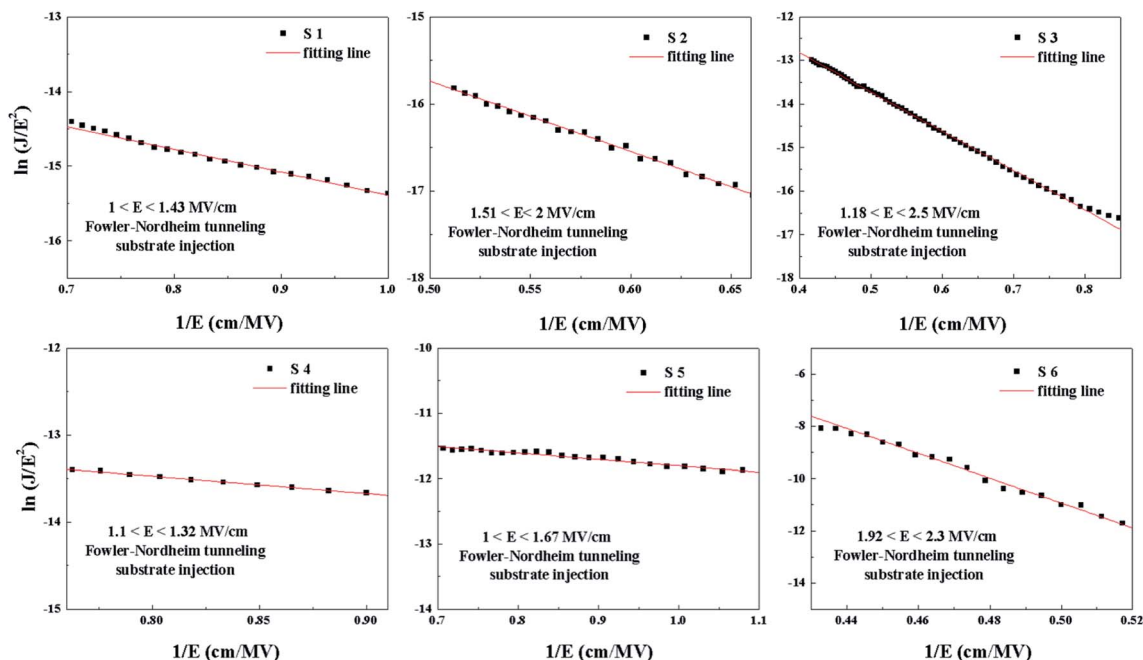 -13
-14
-15
-16
ln (J/E²)
S 1
fitting line
1 < E < 1.43 MV/cm
Fowler-Nordheim tunneling
substrate injection
0.7
0.8
0.9
1.0
1/E (cm/MV)
-15
-16
-17
-18
S 2
fitting line
1.51 < E< 2 MV/cm
Fowler-Nordheim tunneling
substrate injection
0.50
0.55
0.60
0.65
1/E (cm/MV)
-12
-13
-14
-15
-16
-17
-18
S 3
fitting line
1.18 < E < 2.5 MV/cm
Fowler-Nordheim tunneling
substrate injection
0.4
0.5
0.6
0.7
0.8
1/E (cm/MV)
-12
-13
-14
-15
ln (J/E²)
S 4
fitting line
1.1 < E < 1.32 MV/cm
Fowler-Nordheim tunneling
substrate injection
0.80
0.85
0.90
1/E (cm/MV)
-10
-11
-12
-13
-14
S 5
fitting line
1 < E < 1.67 MV/cm
Fowler-Nordheim tunneling
substrate injection
0.7
0.8
0.9
1.0
1.1
1/E (cm/MV)
-6
-8
-10
-12
-14
S 6
fitting line
1.92 < E < 2.3 MV/cm
Fowler-Nordheim tunneling
substrate injection
0.44
0.46
0.48
0.50
0.52
1/E (cm/MV)